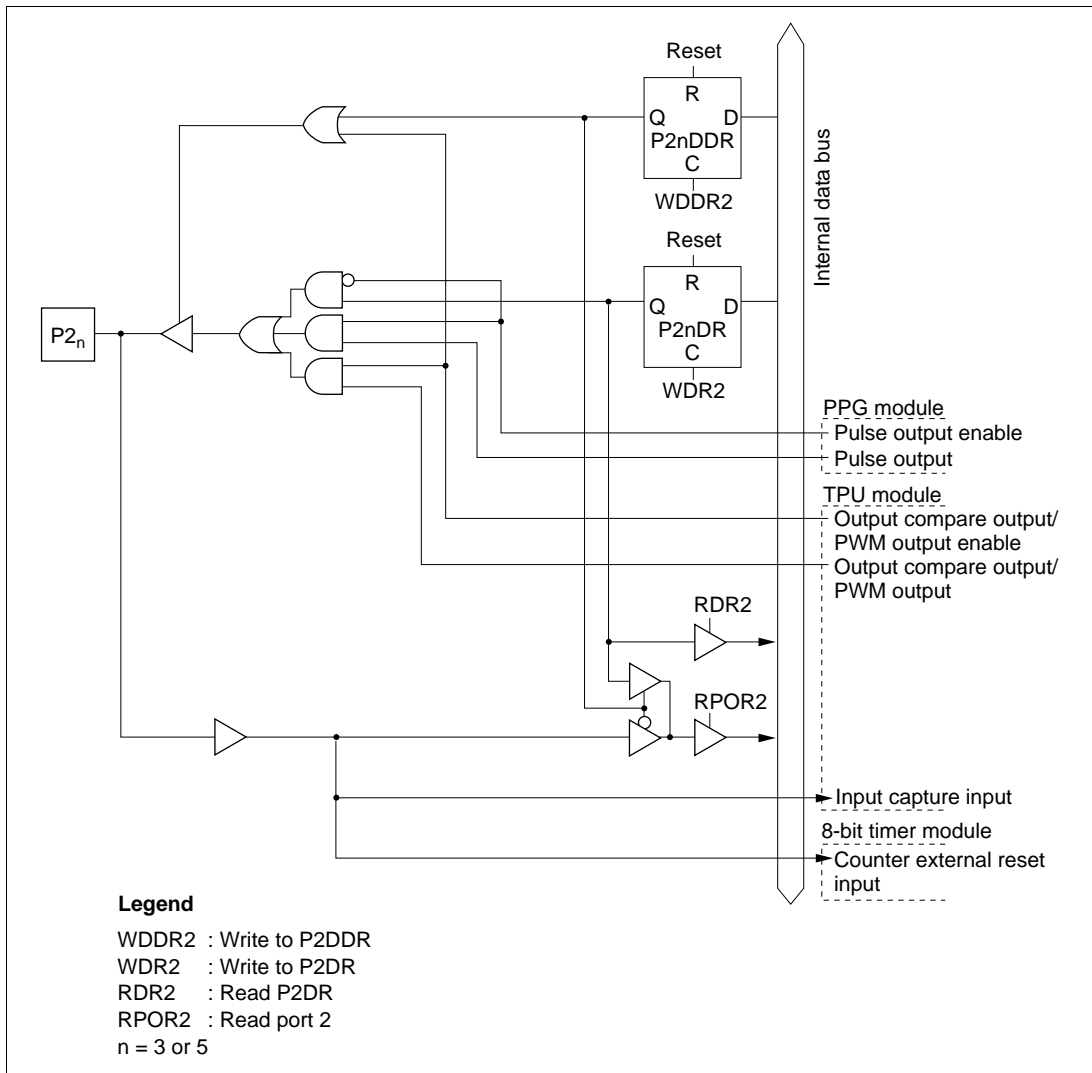 Reset
R
Q D
P2nDDR
C
WDDR2
Internal data bus
Reset
R
Q D
P2nDR
C
WDR2
P2n
PPG module
Pulse output enable
Pulse output
TPU module
Output compare output/
PWM output enable
Output compare output/
PWM output
RDR2
RPOR2
Input capture input
8-bit timer module
Counter external reset
input
Legend
WDDR2 : Write to P2DDR
WDR2 : Write to P2DR
RDR2 : Read P2DR
RPOR2 : Read port 2
n = 3 or 5